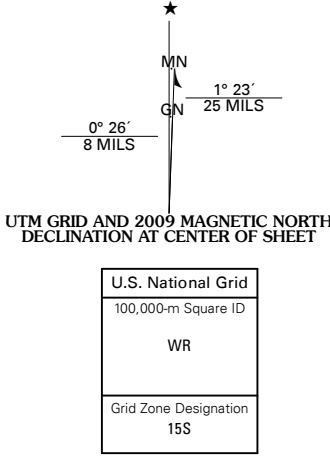 ★
MN
1° 23´
25 MILS
GN
0° 26´
8 MILS
UTM GRID AND 2009 MAGNETIC NORTH
DECLINATION AT CENTER OF SHEET
U.S. National Grid
100,000-m Square ID
WR
Grid Zone Designation
15S